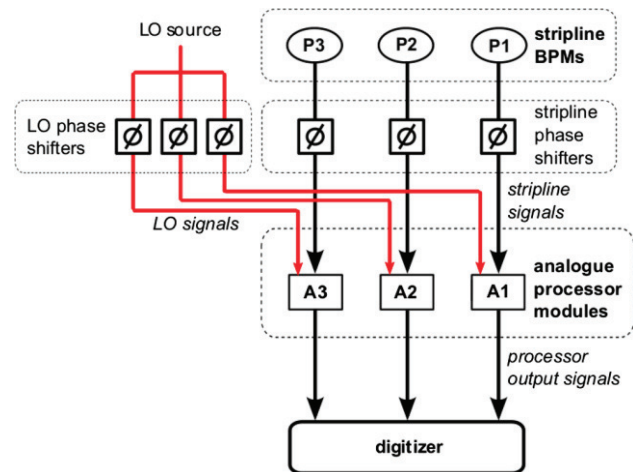 LO source
P3
P2
P1
stripline
BPMs
LO phase
shifters
Ø
Ø
Ø
Ø
Ø
Ø
stripline
phase
shifters
LO signals
stripline
signals
A3
A2
A1
analogue
processor
modules
processor
output signals
digitizer